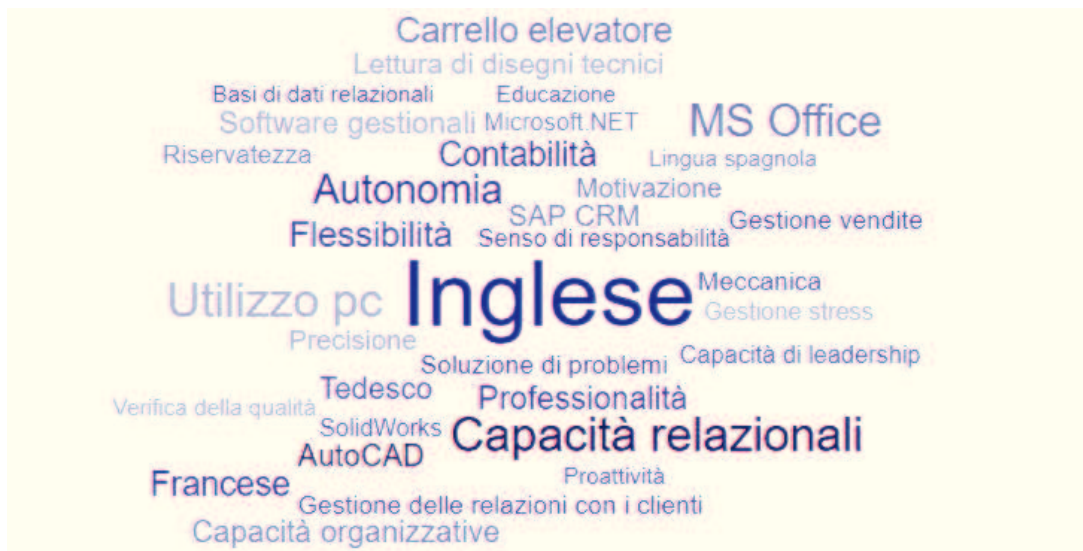 Carrello elevatore
Lettura di disegni tecnici
Basi di dati relazionali
Educazione
Software gestionali
Microsoft.NET
MS Office
Riservatezza
Contabilità
Lingua spagnola
Autonomia
Motivazione
SAP CRM
Gestione vendite
Flessibilità
Senso di responsabilità
Utilizzo pc
Inglese
Meccanica
Gestione stress
Precisione
Soluzione di problemi
Capacità di leadership
Tedesco
Professionalità
Verifica della qualità
SolidWorks
Capacità relazionali
AutoCAD
Proattività
Francese
Gestione delle relazioni con i clienti
Capacità organizzative